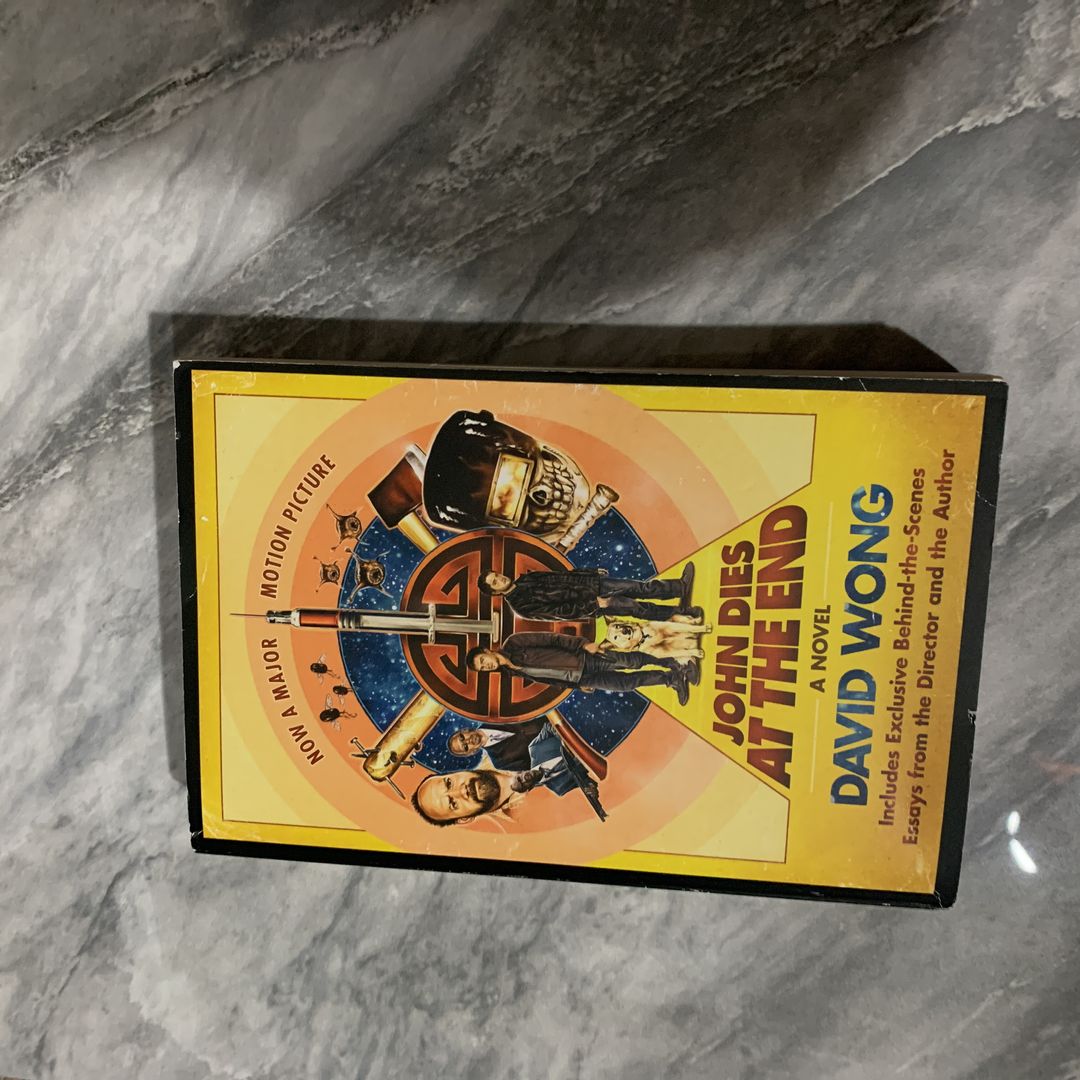 NOW A MAJOR MOTION PICTURE
JOHN DIES
AT THE END
A NOVEL
DAVID WONG
Includes Exclusive Behind-the-Scenes
Essays from the Director and the Author